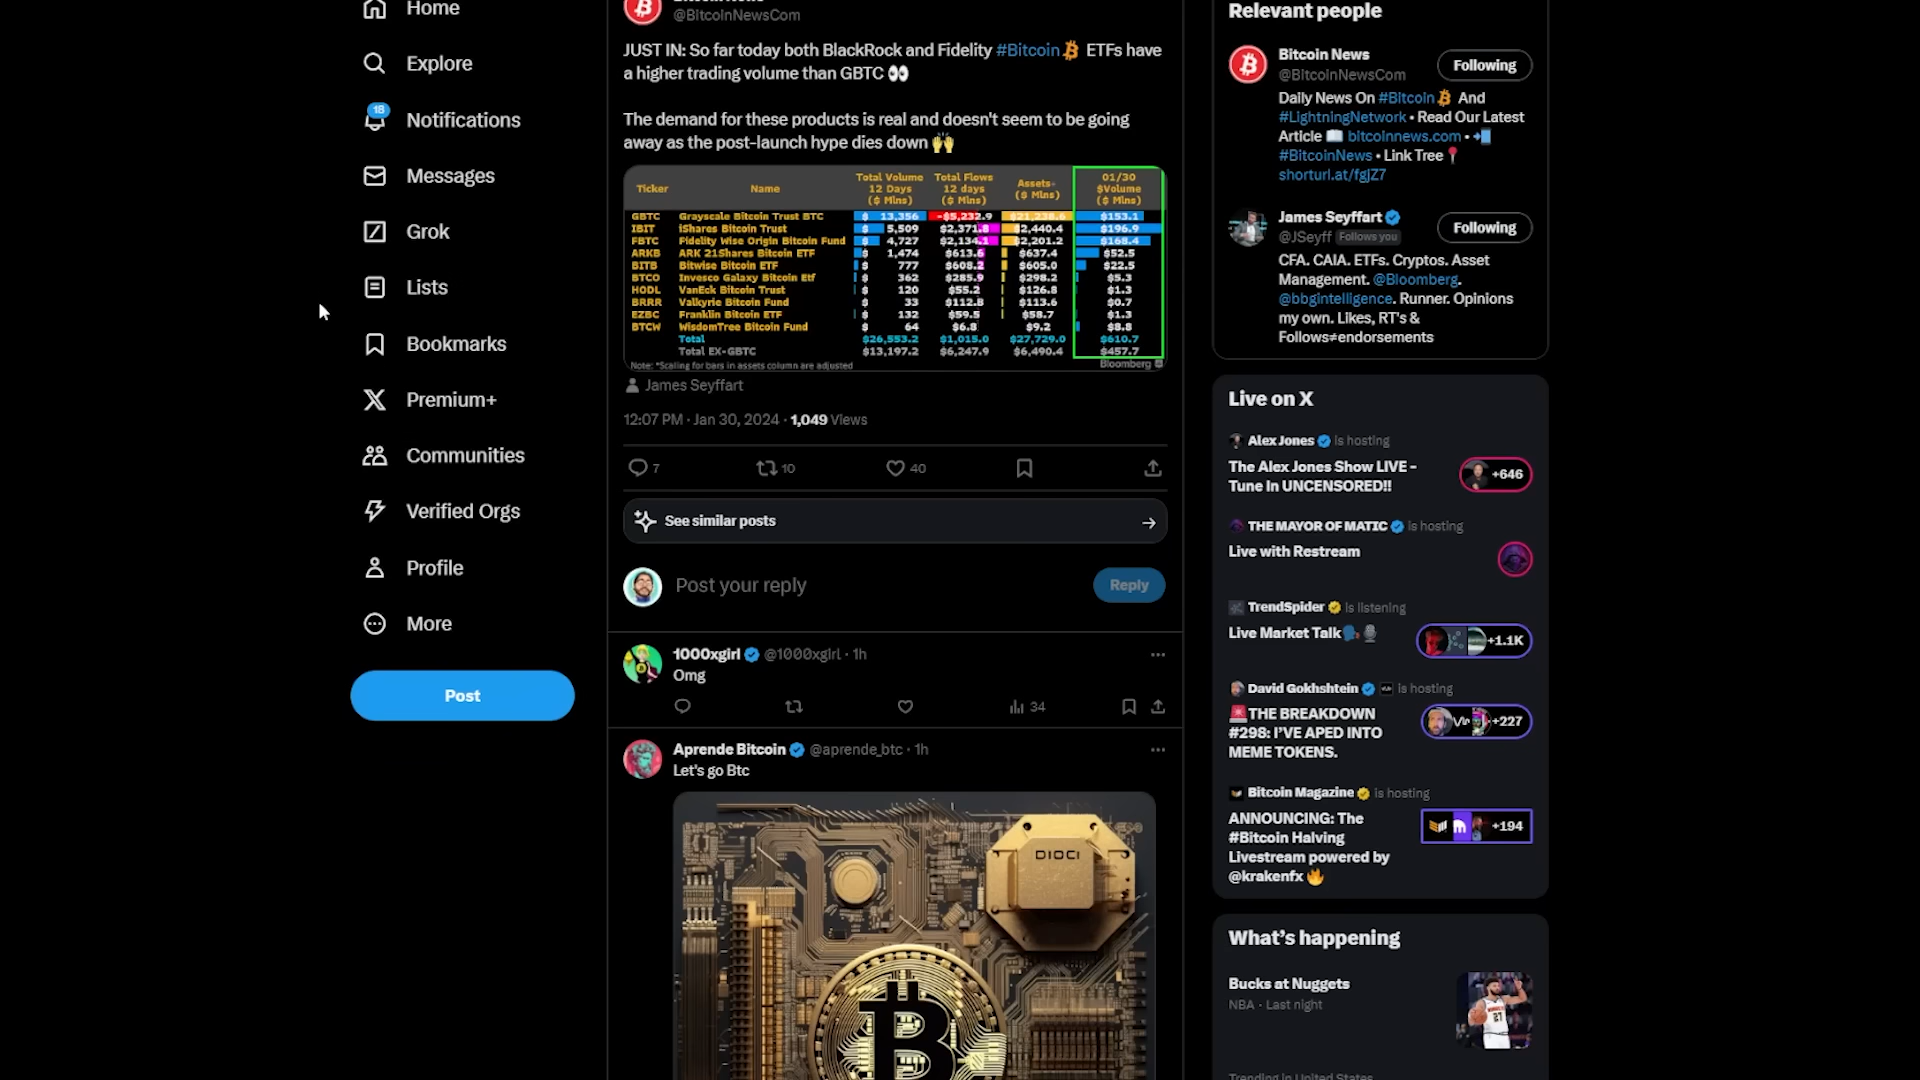 Home
Explore
18
Notifications
Messages
Grok
Lists
Bookmarks
Premium+
Communities
Verified Orgs
Profile
More
Post
@BitcoinNewsCom
JUST IN: So far today both BlackRock and Fidelity #Bitcoin ETFs have
a higher trading volume than GBTC 👀
The demand for these products is real and doesn't seem to be going
away as the post-launch hype dies down 🙌
Ticker Name Total Volume 12 Days ($ Mlns) Total Flows 12 days ($ Mlns) Assets ($ Mlns) 01/30 $Volume ($ Mlns)
GBTC Grayscale Bitcoin Trust BTC $ 13,356 -$5,232.9 $21,238.6 $153.1
IBIT iShares Bitcoin Trust $ 5,509 $2,371.8 $2,440.4 $196.9
FBTC Fidelity Wise Origin Bitcoin Fund $ 4,727 $2,134.1 $2,201.2 $168.4
ARKB ARK 21Shares Bitcoin ETF $ 1,474 $613.6 $637.4 $52.5
BITB Bitwise Bitcoin ETF $ 777 $608.2 $605.0 $22.5
BTCO Invesco Galaxy Bitcoin Etf $ 362 $285.9 $298.2 $5.3
HODL VanEck Bitcoin Trust $ 120 $55.2 $126.8 $1.3
BRRR Valkyrie Bitcoin Fund $ 33 $112.8 $113.6 $0.7
EZBC Franklin Bitcoin ETF $ 132 $59.5 $58.7 $1.3
BTCW WisdomTree Bitcoin Fund $ 64 $6.8 $9.2 $8.8
Total $26,553.2 $1,015.0 $27,729.0 $610.7
Total EX-GBTC $13,197.2 $6,247.9 $6,490.4 $457.7
Note: *Scaling for bars in assets column are adjusted
Bloomberg
James Seyffart
12:07 PM · Jan 30, 2024 · 1,049 Views
7 10 40
See similar posts
Post your reply
Reply
1000xgirl @1000xgirl · 1h
Omg
34
Aprende Bitcoin @aprende_btc · 1h
Let's go Btc
DIOCI
Relevant people
Bitcoin News
@BitcoinNewsCom
Following
Daily News On #Bitcoin And
#LightningNetwork • Read Our Latest
Article 📖 bitcoinnews.com • 📲
#BitcoinNews • Link Tree📍
shorturl.at/fgjZ7
James Seyffart
@JSeyff Follows you
Following
CFA. CAIA. ETFs. Cryptos. Asset
Management. @Bloomberg.
@bbgintelligence. Runner. Opinions
my own. Likes, RT's &
Follows≠endorsements
Live on X
Alex Jones is hosting
The Alex Jones Show LIVE -
Tune In UNCENSORED!!
+646
THE MAYOR OF MATIC is hosting
Live with Restream
TrendSpider is listening
Live Market Talk🗣️🎙️
+1.1K
David Gokhshtein is hosting
🚨THE BREAKDOWN
#298: I'VE APED INTO
MEME TOKENS.
+227
Bitcoin Magazine is hosting
ANNOUNCING: The
#Bitcoin Halving
Livestream powered by
@krakenfx 🔥
+194
What's happening
Bucks at Nuggets
NBA · Last night
27
Trending in United States